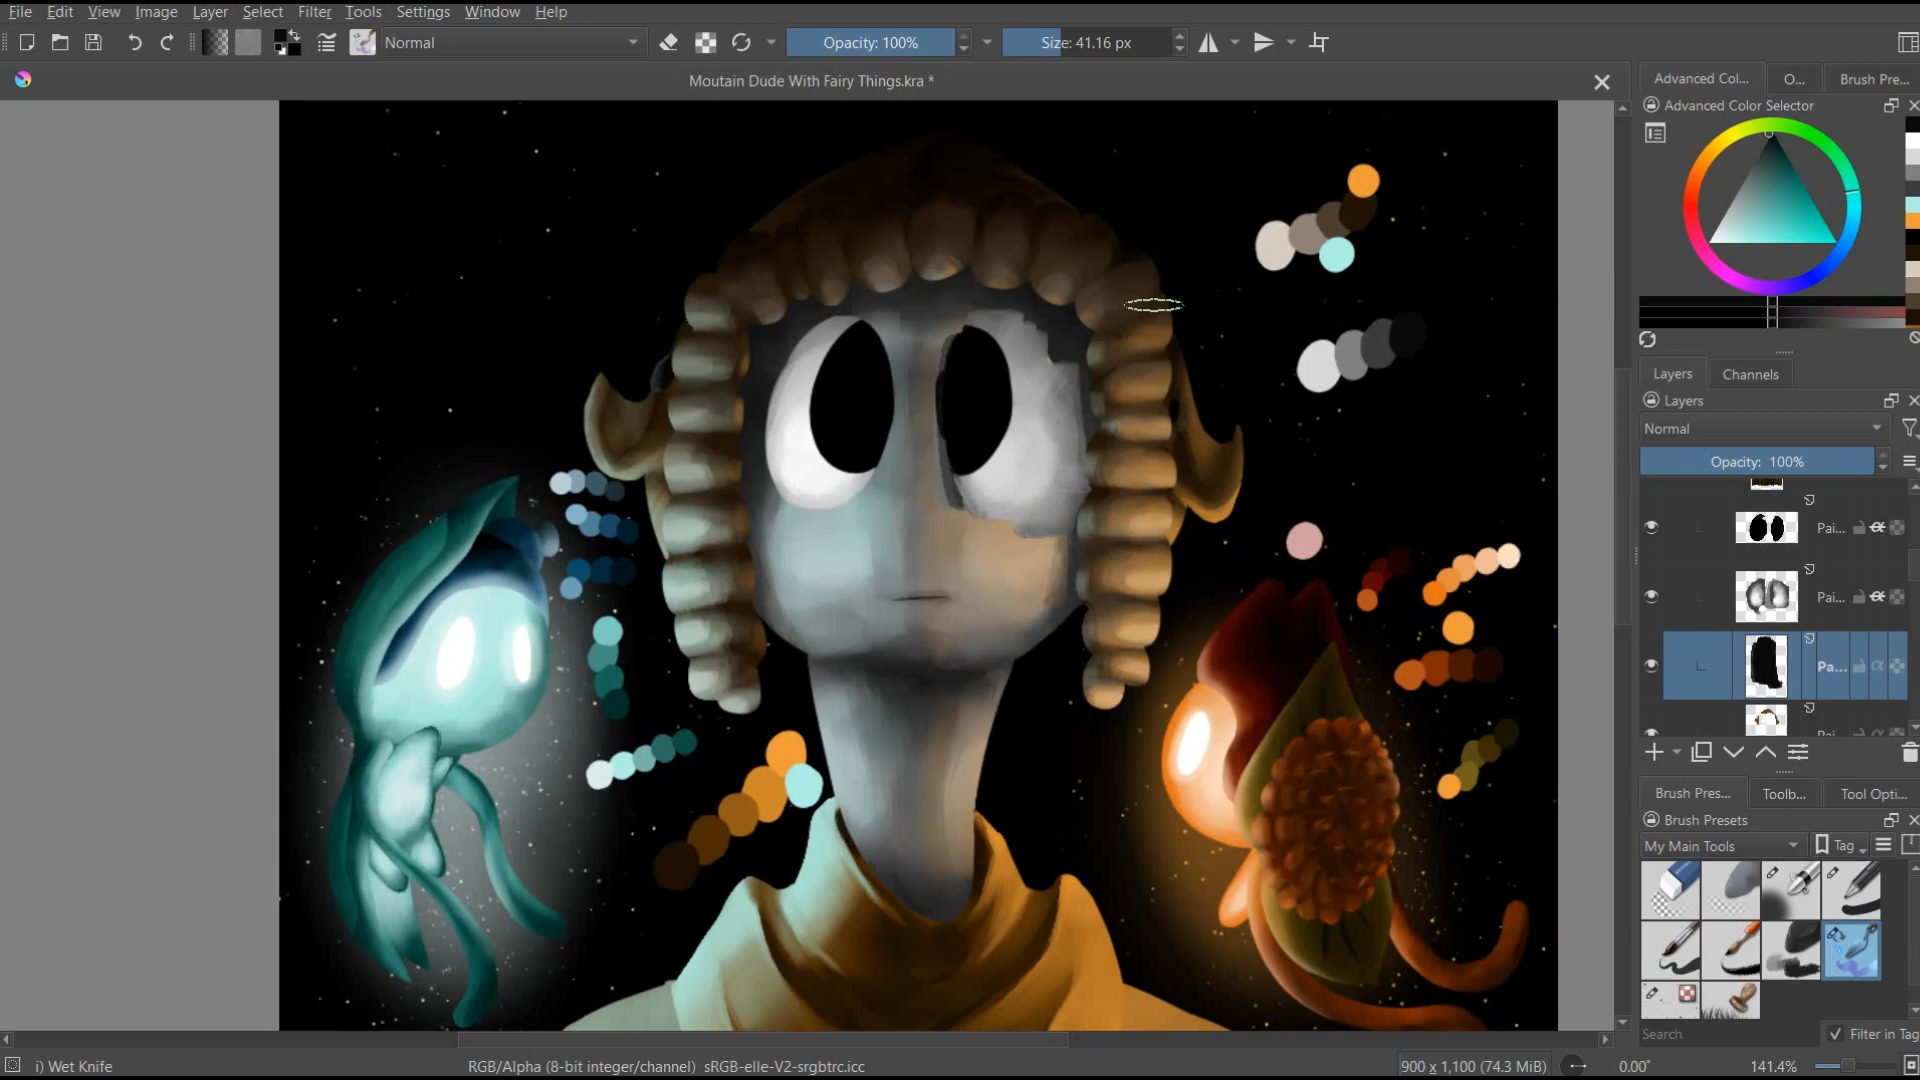 File Edit View Image Layer Select Filter Tools Settings Window Help
Normal Opacity: 100% Size: 41.16 px
Moutain Dude With Fairy Things.kra *
Advanced Col... O... Brush Pre...
Advanced Color Selector
Layers Channels
Layers
Normal
Opacity: 100%
Pai...
Pai...
Pa...
Brush Pres... Toolb... Tool Opti...
Brush Presets
My Main Tools Tag
Search Filter in Tag
i) Wet Knife RGB/Alpha (8-bit integer/channel) sRGB-elle-V2-srgbtrc.icc 900 x 1,100 (74.3 MiB) 0.00° 141.4%